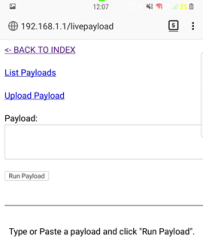 12:07
192.168.1.1/livepayload
5
<- BACK TO INDEX
List Payloads
Upload Payload
Payload:
Run Payload
Type or Paste a payload and click "Run Payload".